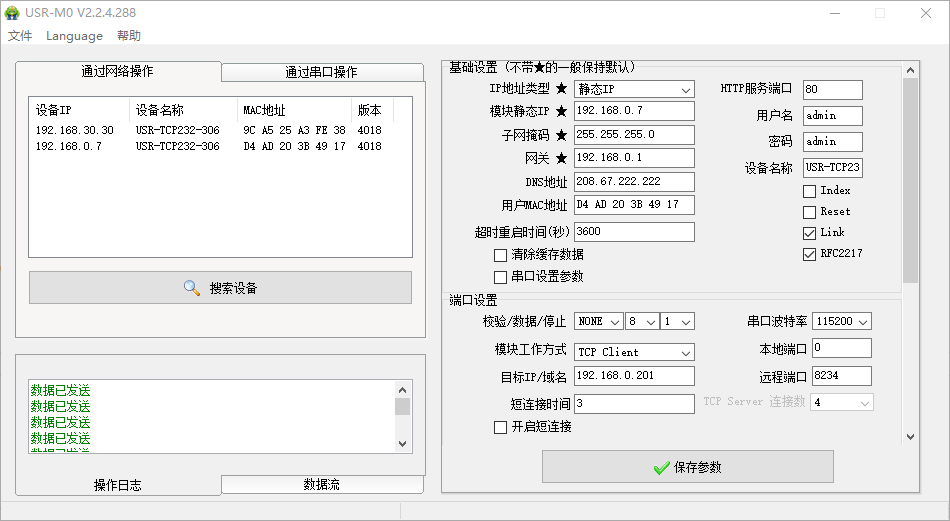 USR-M0 V2.2.4.288
文件 Language 帮助
通过网络操作 通过串口操作
设备IP 设备名称 MAC地址 版本
192.168.30.30 USR-TCP232-306 9C A5 25 A3 FE 38 4018
192.168.0.7 USR-TCP232-306 D4 AD 20 3B 49 17 4018
搜索设备
数据已发送
数据已发送
数据已发送
数据已发送
操作日志 数据流
基础设置 (不带★的一般保持默认)
IP地址类型 ★ 静态IP
模块静态IP ★ 192.168.0.7
子网掩码 ★ 255.255.255.0
网关 ★ 192.168.0.1
DNS地址 208.67.222.222
用户MAC地址 D4 AD 20 3B 49 17
超时重启时间(秒) 3600
清除缓存数据
串口设置参数
HTTP服务端口 80
用户名 admin
密码 admin
设备名称 USR-TCP23
Index
Reset
Link
RFC2217
端口设置
校验/数据/停止 NONE 8 1
模块工作方式 TCP Client
目标IP/域名 192.168.0.201
短连接时间 3
开启短连接
串口波特率 115200
本地端口 0
远程端口 8234
TCP Server 连接数 4
保存参数